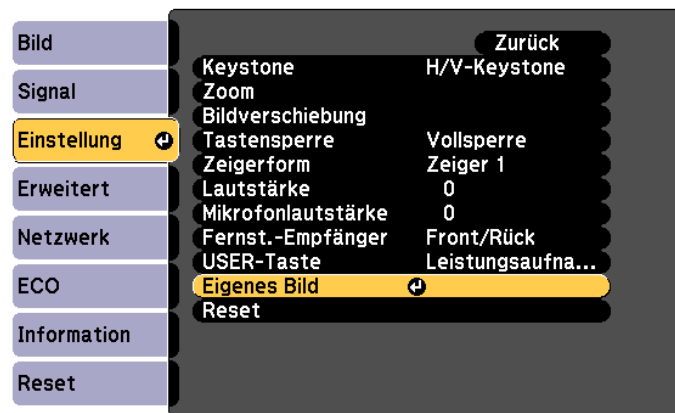 Bild
Signal
Einstellung
Erweitert
Netzwerk
ECO
Information
Reset
Zurück
Keystone H/V-Keystone
Zoom
Bildverschiebung
Tastensperre Vollsperre
Zeigerform Zeiger 1
Lautstärke 0
Mikrofonlautstärke 0
Fernst.-Empfänger Front/Rück
USER-Taste Leistungsaufna...
Eigenes Bild
Reset